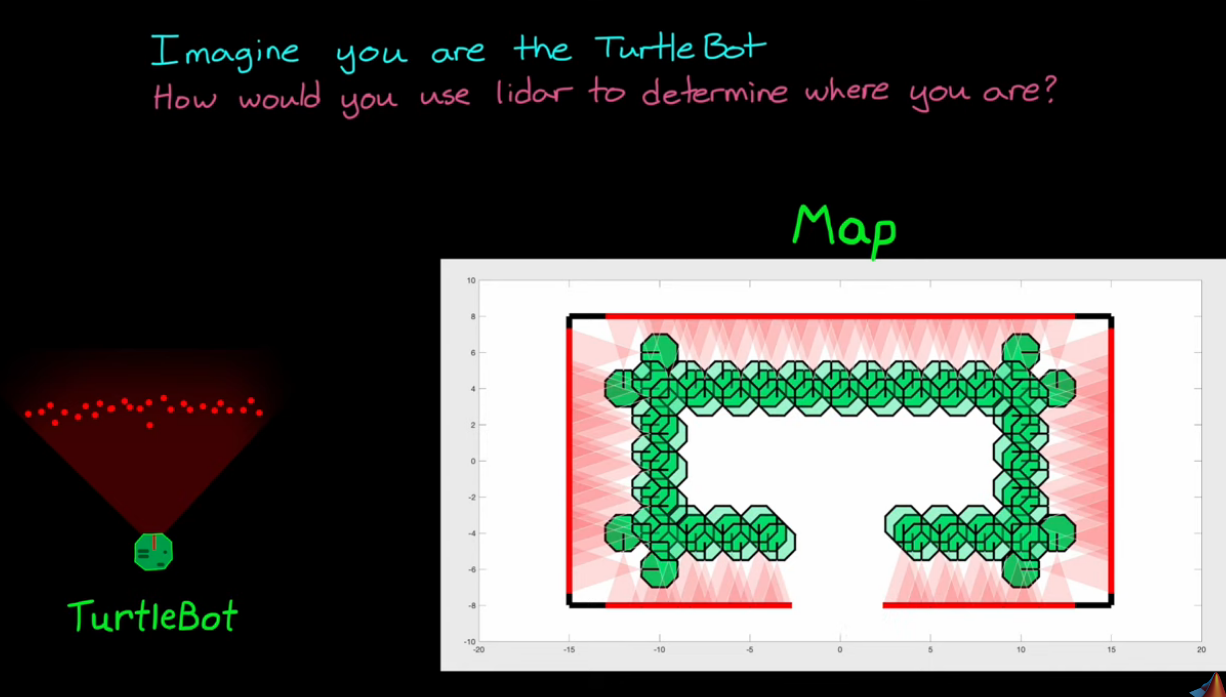 Imagine you are the TurtleBot
How would you use lidar to determine where you are?
Map
10
8
6
4
2
0
-2
-4
-6
-8
-10
-20 -15 -10 -5 0 5 10 15 20
TurtleBot